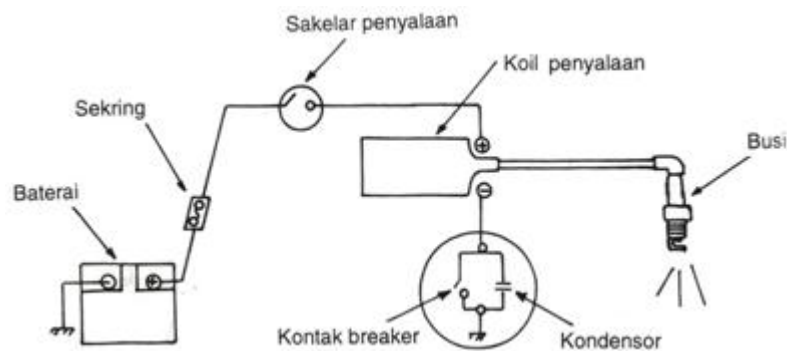 Sakelar penyalaan
Koil penyalaan
Sekring
Busi
Baterai
Kontak breaker
Kondensor